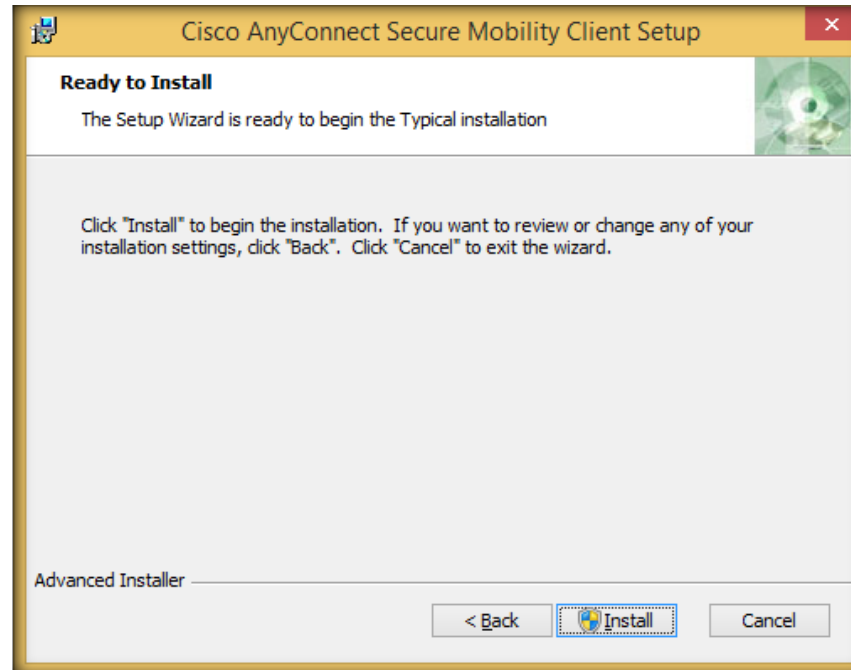 Cisco AnyConnect Secure Mobility Client Setup
Ready to Install
The Setup Wizard is ready to begin the Typical installation
Click "Install" to begin the installation.  If you want to review or change any of your
installation settings, click "Back".  Click "Cancel" to exit the wizard.
Advanced Installer
< Back
Install
Cancel